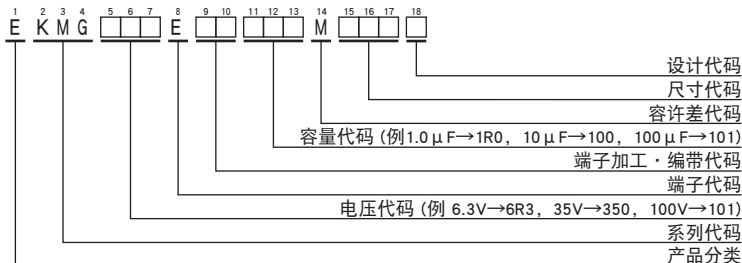 1 2 3 4 5 6 7 8 9 10 11 12 13 14 15 16 17 18
E K M G □□□ E □□ □□□ M □□□ □
设计代码
尺寸代码
容许差代码
容量代码 (例1.0μF→1R0, 10μF→100, 100μF→101)
端子加工・编带代码
端子代码
电压代码 (例 6.3V→6R3, 35V→350, 100V→101)
系列代码
产品分类